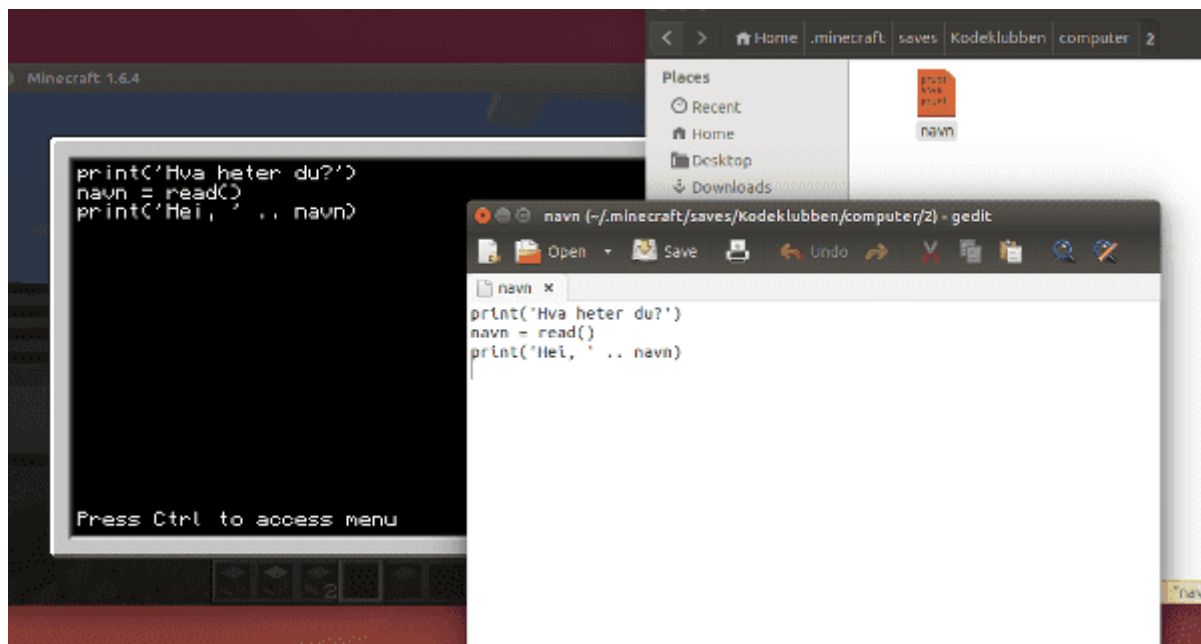 Minecraft 1.6.4
print('Hva heter du?')
navn = read()
print('Hei, ' .. navn)
Press Ctrl to access menu
2
Home .minecraft saves Kodeklubben computer 2
Places
Recent
Home
Desktop
Downloads
navn
navn (~/.minecraft/saves/Kodeklubben/computer/2) - gedit
Open Save Undo
navn
print('Hva heter du?')
navn = read()
print('Hei, ' .. navn)